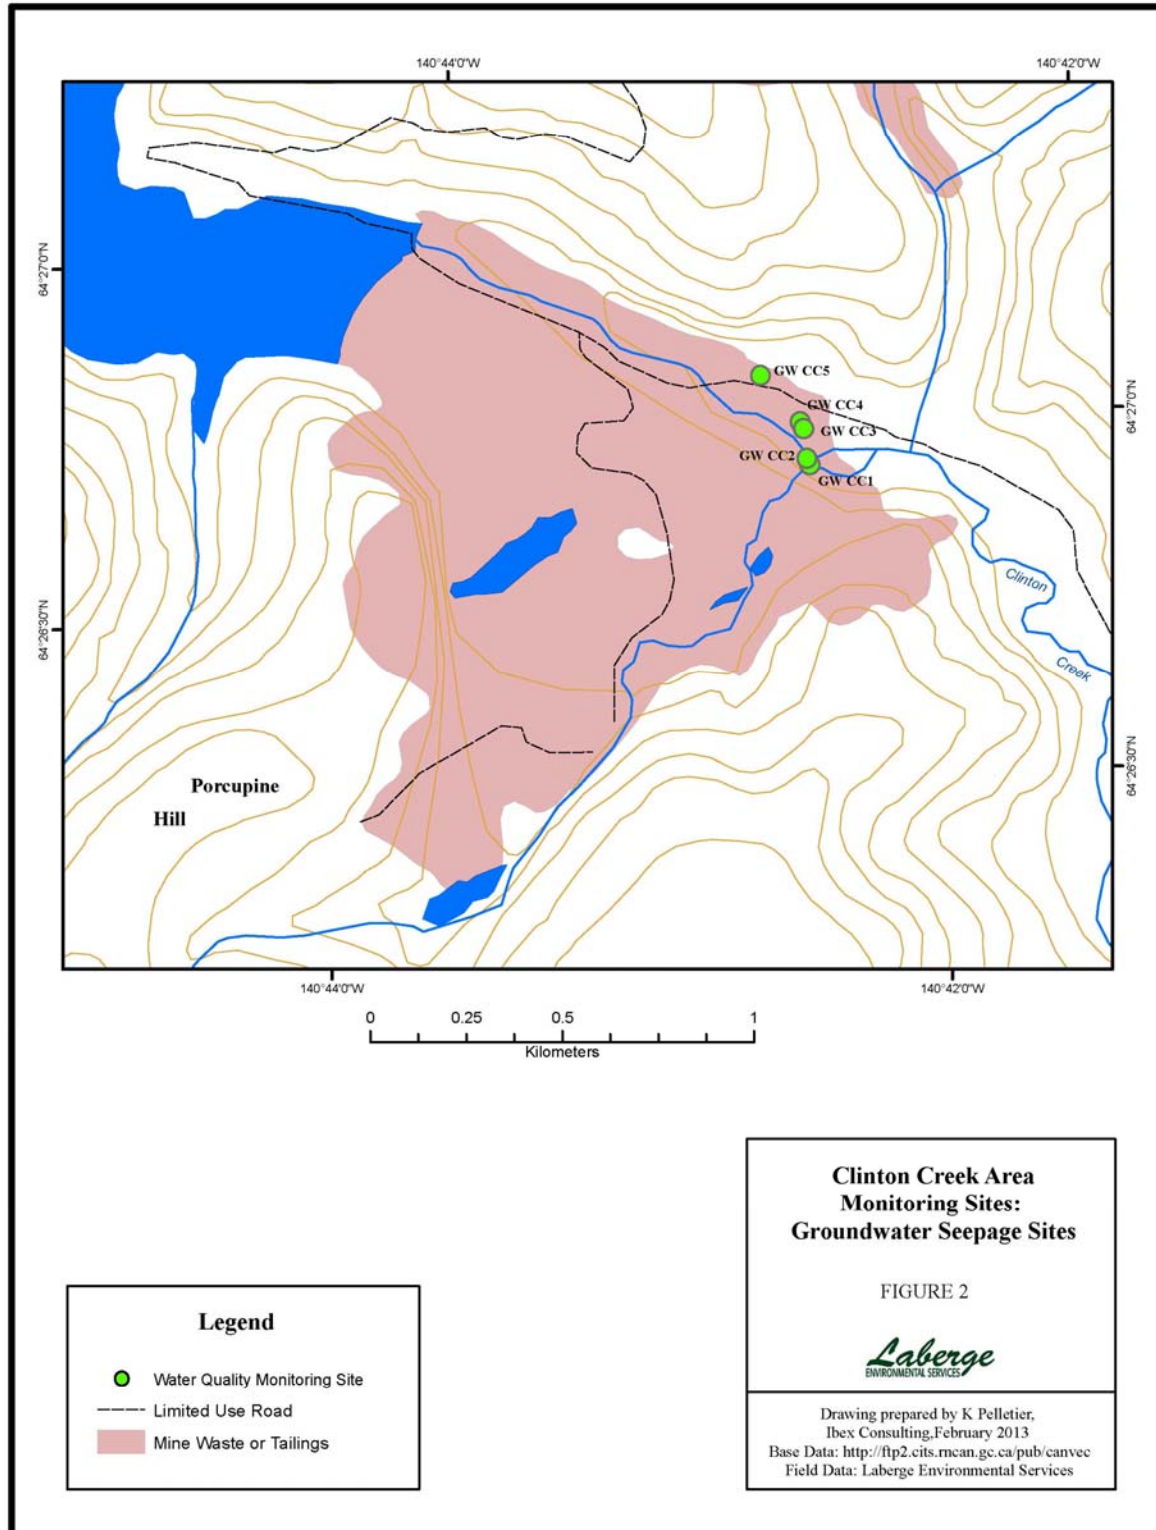 140°44'0"W
140°42'0"W
64°27'0"N
64°27'0"N
GW CC5
GW CC4
GW CC3
GW CC2
GW CC1
Clinton
Creek
64°26'30"N
64°26'30"N
Porcupine
Hill
140°44'0"W
140°42'0"W
0
0.25
0.5
1
Kilometers
Clinton Creek Area
Monitoring Sites:
Groundwater Seepage Sites
FIGURE 2
Laberge
ENVIRONMENTAL SERVICES
Drawing prepared by K Pelletier,
Ibex Consulting,February 2013
Base Data: http://ftp2.cits.rncan.gc.ca/pub/canvec
Field Data: Laberge Environmental Services
Legend
Water Quality Monitoring Site
Limited Use Road
Mine Waste or Tailings